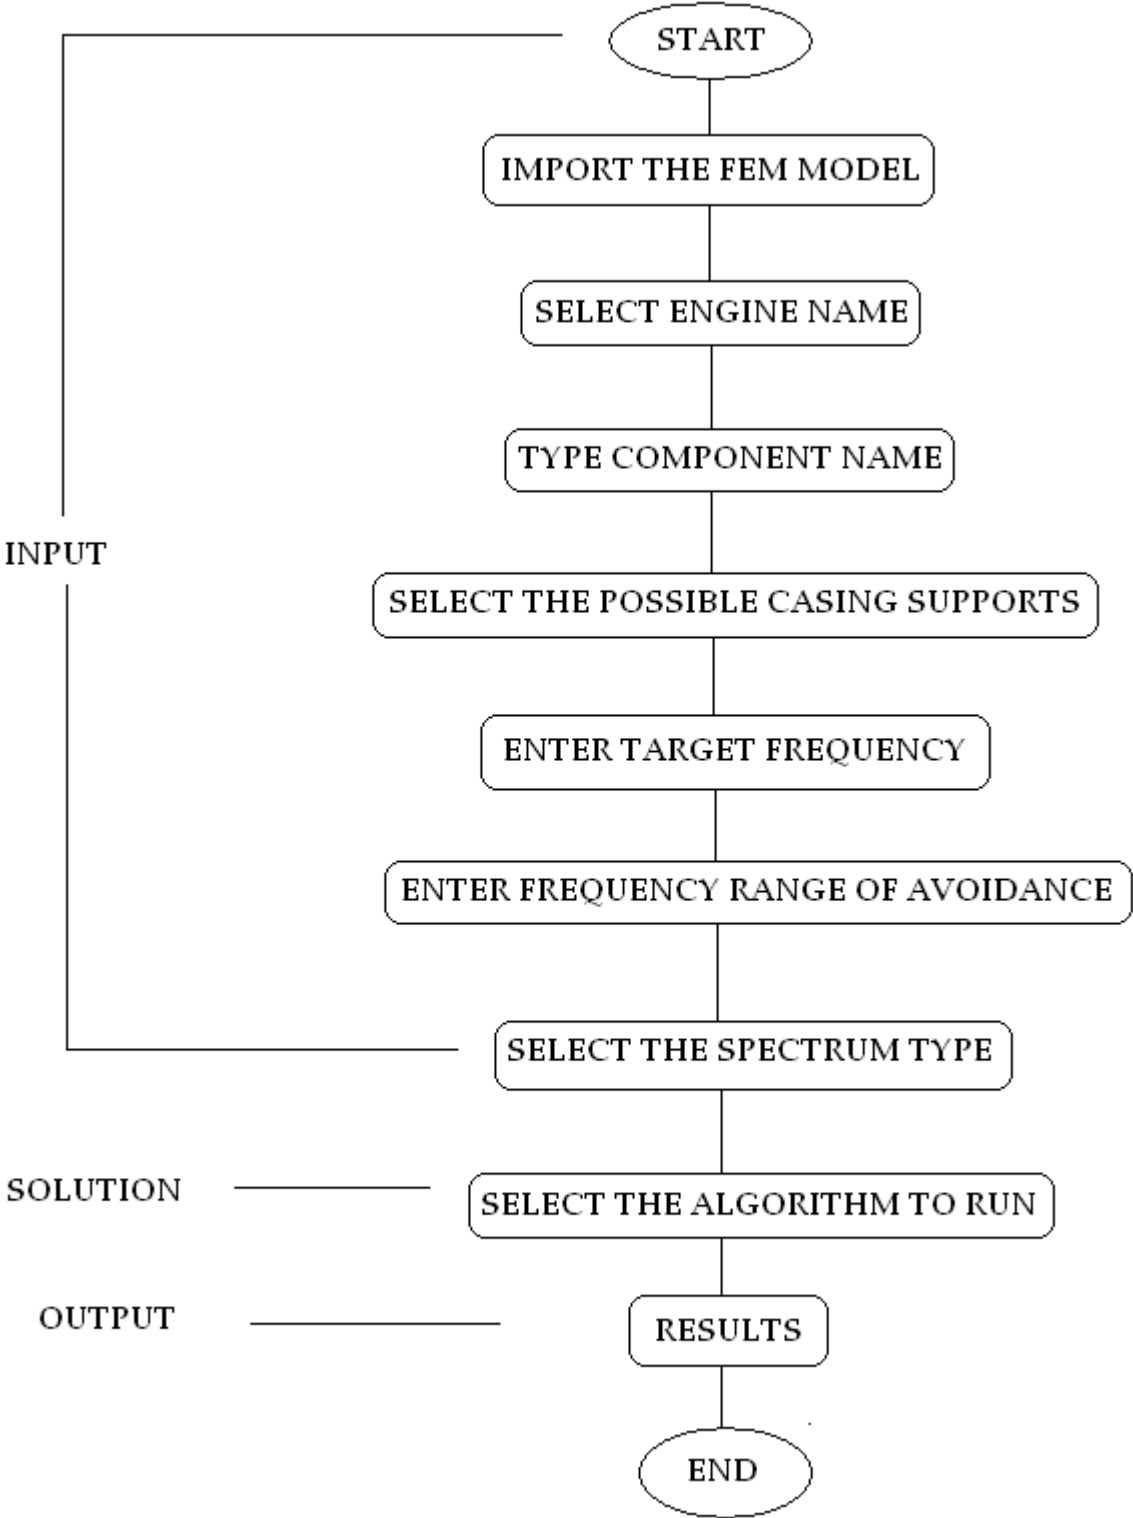 START
IMPORT THE FEM MODEL
SELECT ENGINE NAME
TYPE COMPONENT NAME
INPUT
SELECT THE POSSIBLE CASING SUPPORTS
ENTER TARGET FREQUENCY
ENTER FREQUENCY RANGE OF AVOIDANCE
SELECT THE SPECTRUM TYPE
SOLUTION
SELECT THE ALGORITHM TO RUN
OUTPUT
RESULTS
END